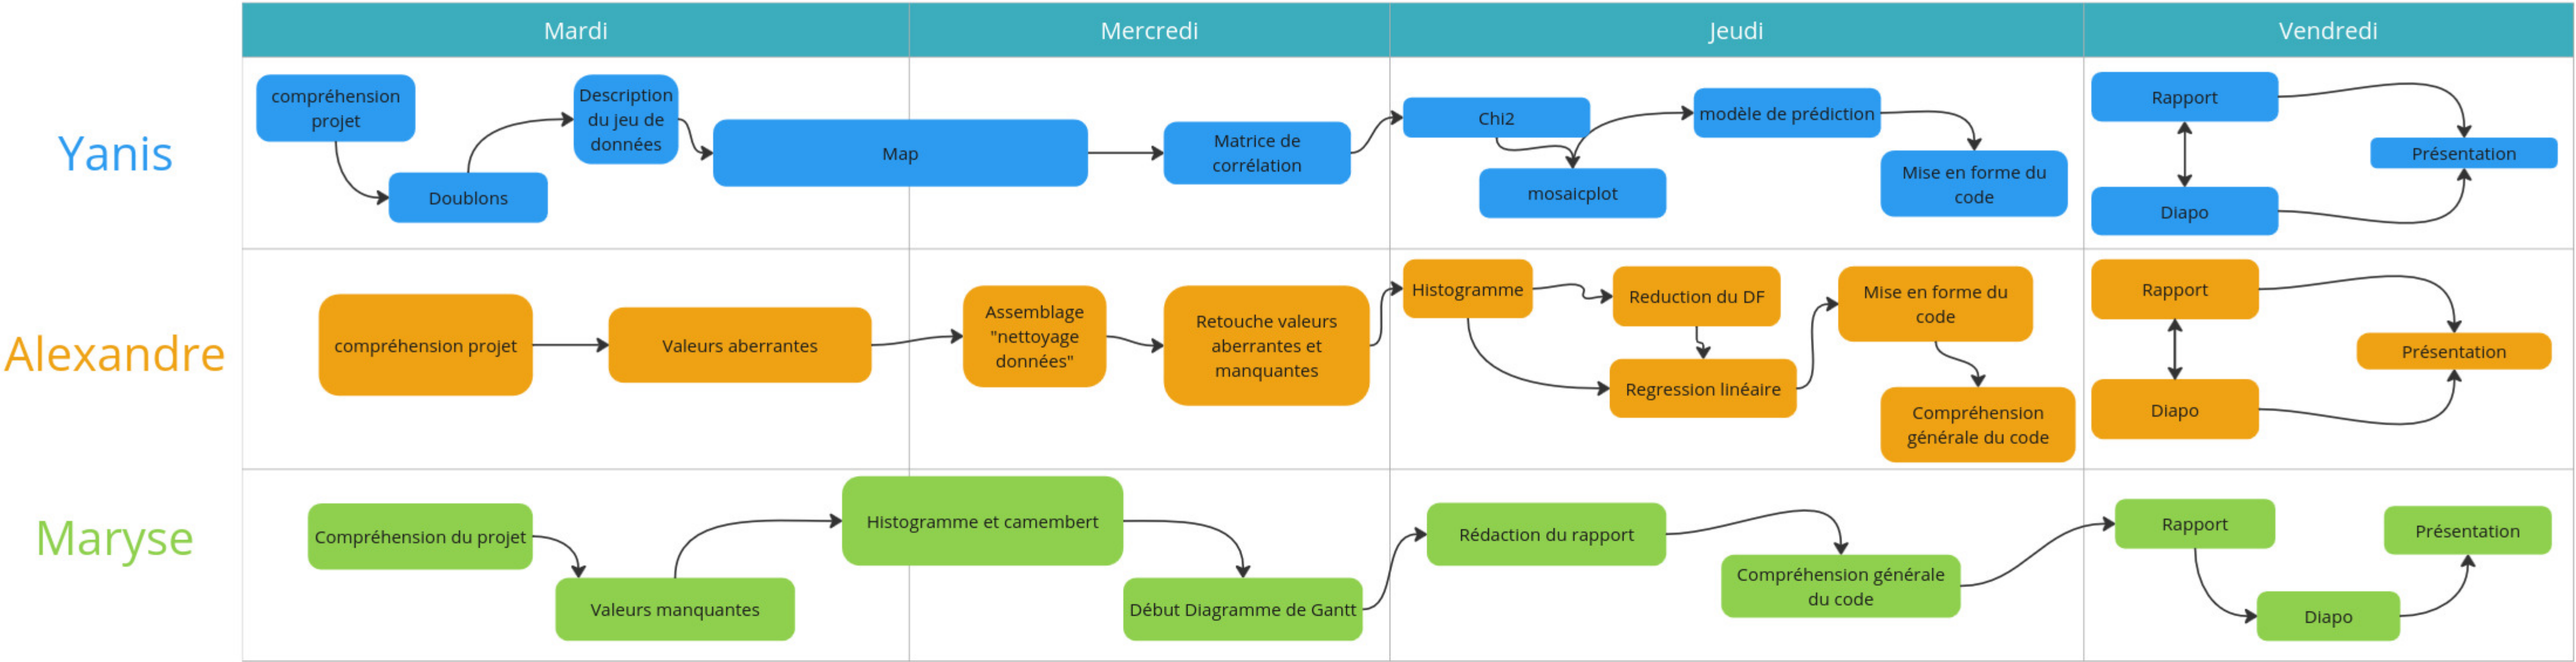 Mardi
Mercredi
Jeudi
Vendredi
Yanis
compréhension
projet
Doublons
Description
du jeu de
données
Map
Matrice de
corrélation
Chi2
mosaicplot
modèle de prédiction
Mise en forme du
code
Rapport
Diapo
Présentation
Alexandre
compréhension projet
Valeurs aberrantes
Assemblage
"nettoyage
données"
Retouche valeurs
aberrantes et
manquantes
Histogramme
Reduction du DF
Regression linéaire
Mise en forme du
code
Compréhension
générale du code
Rapport
Diapo
Présentation
Maryse
Compréhension du projet
Valeurs manquantes
Histogramme et camembert
Début Diagramme de Gantt
Rédaction du rapport
Compréhension générale
du code
Rapport
Diapo
Présentation